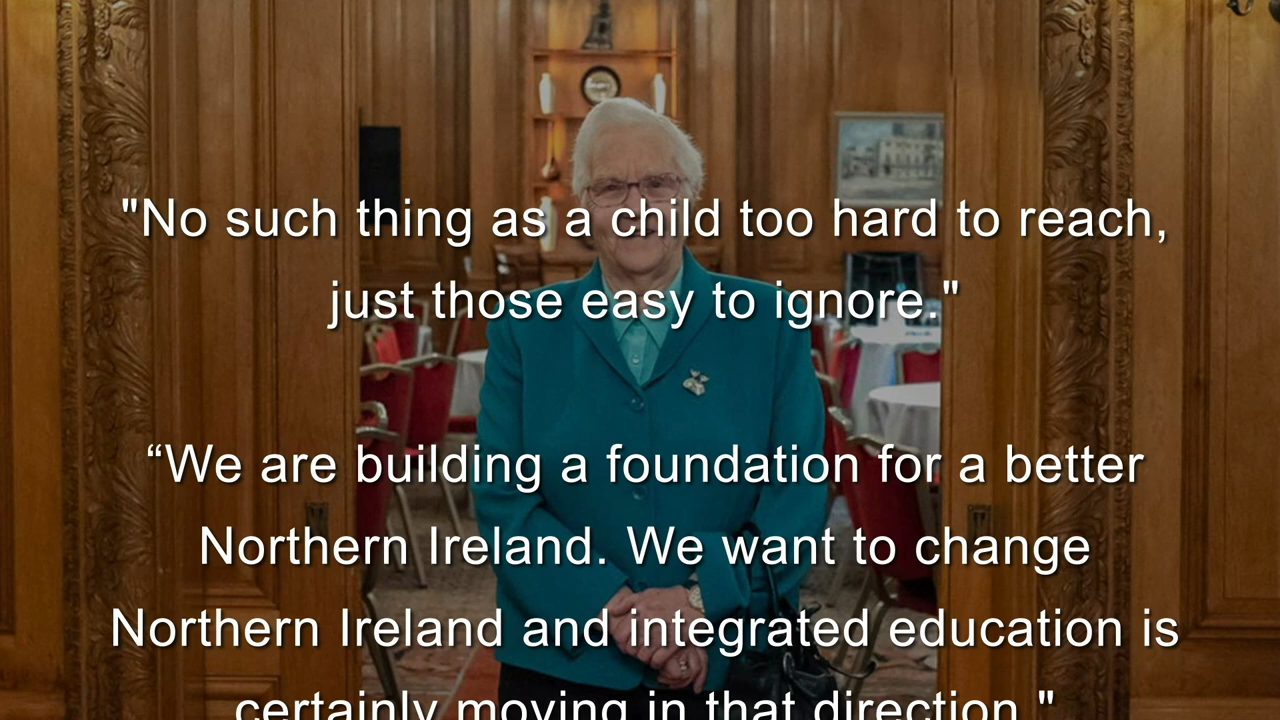 "No such thing as a child too hard to reach,
just those easy to ignore."
“We are building a foundation for a better
Northern Ireland. We want to change
Northern Ireland and integrated education is
certainly moving in that direction."